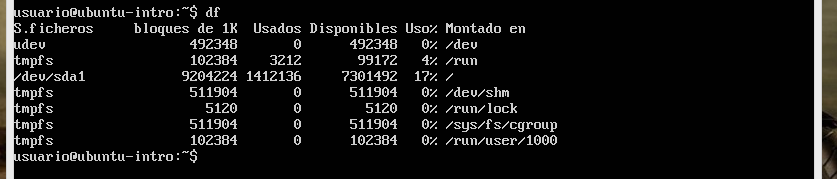 usuario@ubuntu-intro:~$ df
S.ficheros     bloques de 1K  Usados Disponibles Uso% Montado en
udev                  492348       0      492348   0% /dev
tmpfs                 102384    3212       99172   4% /run
/dev/sda1            9204224 1412136     7301492  17% /
tmpfs                 511904       0      511904   0% /dev/shm
tmpfs                   5120       0        5120   0% /run/lock
tmpfs                 511904       0      511904   0% /sys/fs/cgroup
tmpfs                 102384       0      102384   0% /run/user/1000
usuario@ubuntu-intro:~$